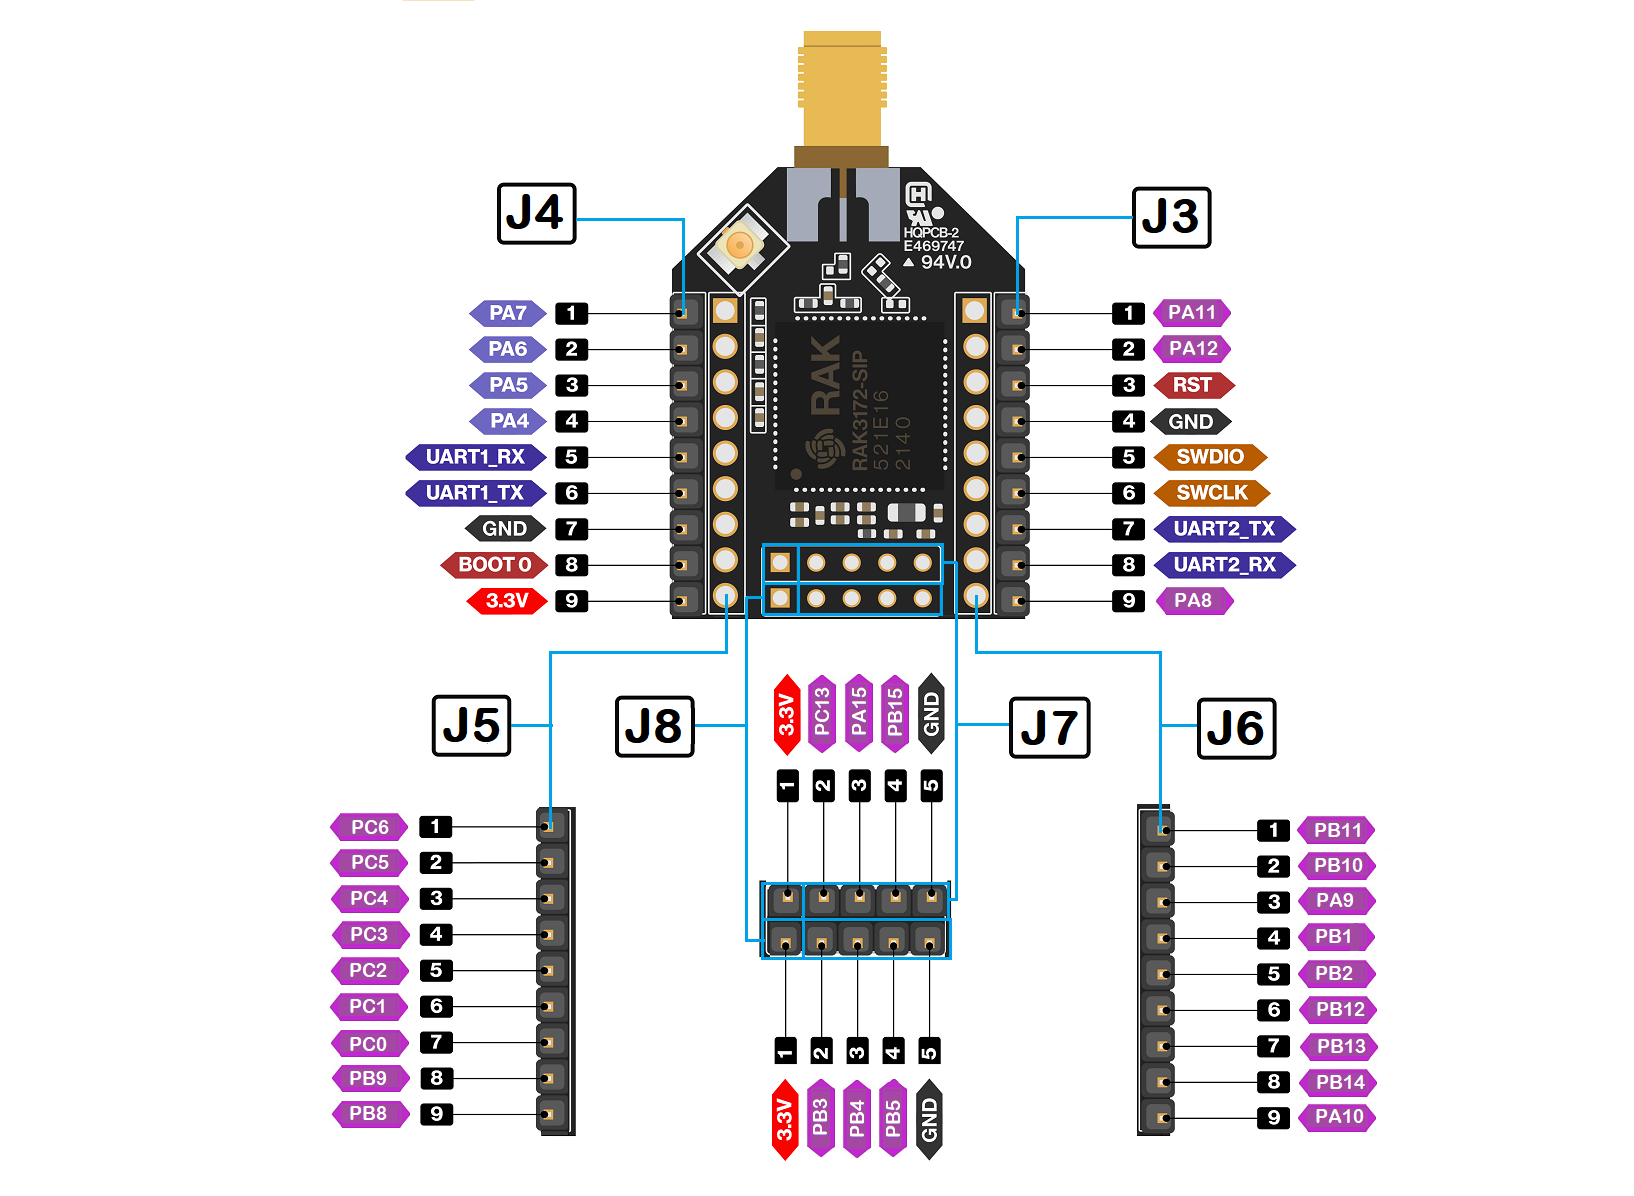 J4
J3
HQPCB-2
E469747
94V.0
PA7 1
PA6 2
PA5 3
PA4 4
UART1_RX 5
UART1_TX 6
GND 7
BOOT 0 8
3.3V 9
RAK
RAK3172-SIP
521E16
2140
1 PA11
2 PA12
3 RST
4 GND
5 SWDIO
6 SWCLK
7 UART2_TX
8 UART2_RX
9 PA8
J5
J8
J7
J6
3.3V PC13 PA15 PB15 GND
1 2 3 4 5
PC6 1
PC5 2
PC4 3
PC3 4
PC2 5
PC1 6
PC0 7
PB9 8
PB8 9
1 2 3 4 5
3.3V PB3 PB4 PB5 GND
1 PB11
2 PB10
3 PA9
4 PB1
5 PB2
6 PB12
7 PB13
8 PB14
9 PA10